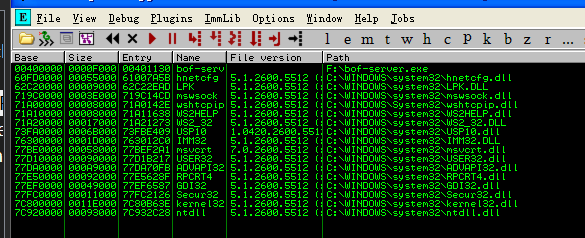 File View Debug Plugins ImmLib Options Window Help Jobs
l e m t w h c p k b z r ... s
Base Size Entry Name File version Path
00400000 0000F000 00401130 bof-serv F:\bof-server.exe
60FD0000 00055000 61007A5B hnetcfg 5.1.2600.5512 ( C:\WINDOWS\system32\hnetcfg.dll
62C20000 00009000 62C22EAD LPK 5.1.2600.5512 ( C:\WINDOWS\system32\LPK.DLL
719C0000 0003E000 719C14CD mswsock 5.1.2600.5512 ( C:\WINDOWS\system32\mswsock.dll
71A00000 00008000 71A0142E wshtcpip 5.1.2600.5512 ( C:\WINDOWS\System32\wshtcpip.dll
71A10000 00008000 71A11638 WS2HELP 5.1.2600.5512 ( C:\WINDOWS\system32\WS2HELP.dll
71A20000 00017000 71A21273 WS2_32 5.1.2600.5512 ( C:\WINDOWS\system32\WS2_32.DLL
73FA0000 0006B000 73FBE409 USP10 1.0420.2600.551 C:\WINDOWS\system32\USP10.dll
76300000 0001D000 763012C0 IMM32 5.1.2600.5512 ( C:\WINDOWS\system32\IMM32.DLL
77BE0000 00058000 77BEF2A1 msvcrt 7.0.2600.5512 ( C:\WINDOWS\system32\msvcrt.dll
77D10000 00090000 77D1B217 USER32 5.1.2600.5512 ( C:\WINDOWS\system32\USER32.dll
77DA0000 000A9000 77DA70FB ADVAPI32 5.1.2600.5512 ( C:\WINDOWS\system32\ADVAPI32.dll
77E50000 00092000 77E5628F RPCRT4 5.1.2600.5512 ( C:\WINDOWS\system32\RPCRT4.dll
77EF0000 00049000 77EF6587 GDI32 5.1.2600.5512 ( C:\WINDOWS\system32\GDI32.dll
77FC0000 00011000 77FC2126 Secur32 5.1.2600.5512 ( C:\WINDOWS\system32\Secur32.dll
7C800000 0011E000 7C80B63E kernel32 5.1.2600.5512 ( C:\WINDOWS\system32\kernel32.dll
7C920000 00093000 7C932C28 ntdll 5.1.2600.5512 ( C:\WINDOWS\system32\ntdll.dll